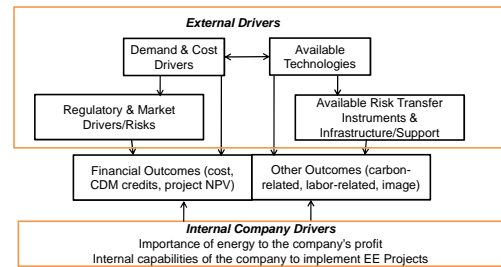 External Drivers
Demand & Cost
Drivers
Available
Technologies
Regulatory & Market
Drivers/Risks
Available Risk Transfer
Instruments &
Infrastructure/Support
Financial Outcomes (cost,
CDM credits, project NPV)
Other Outcomes (carbon-
related, labor-related, image)
Internal Company Drivers
Importance of energy to the company's profit
Internal capabilities of the company to implement EE Projects